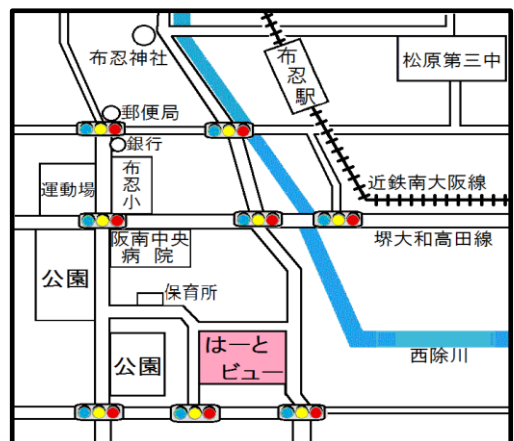 布忍神社
布忍駅
松原第三中
郵便局
銀行
布忍小
運動場
近鉄南大阪線
堺大和高田線
阪南中央
病院
公園
保育所
はーと
ビュー
公園
西除川